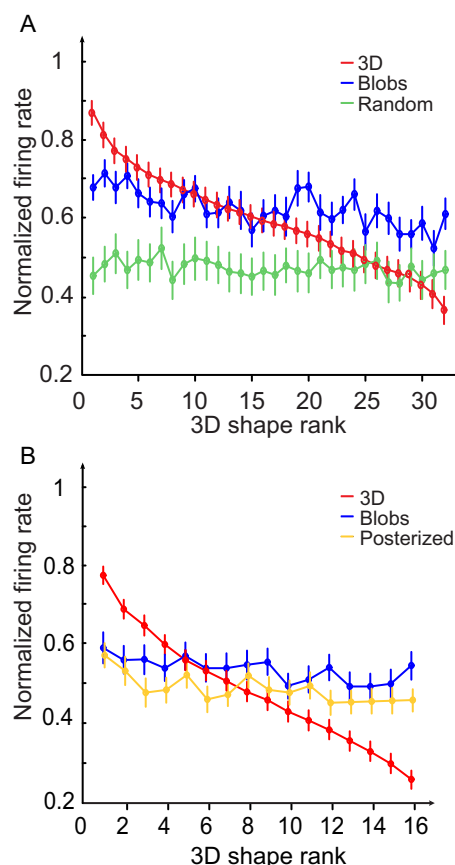 A
1
3D
Blobs
Random
0.8
0.6
0.4
0.2
0 5 10 15 20 25 30
3D shape rank
Normalized firing rate
B
1
3D
Blobs
Posterized
0.8
0.6
0.4
0.2
0 2 4 6 8 10 12 14 16
3D shape rank
Normalized firing rate